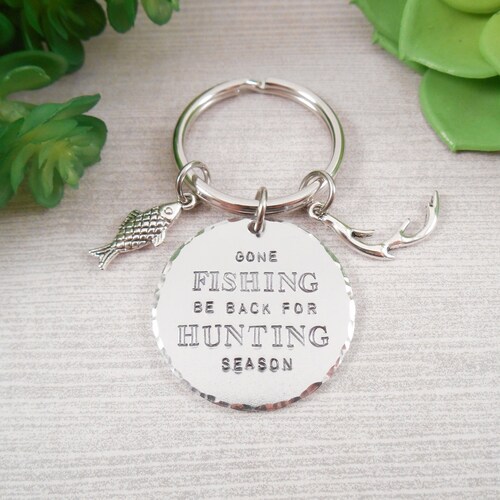 GONE
FISHING
BE BACK FOR
HUNTING
SEASON